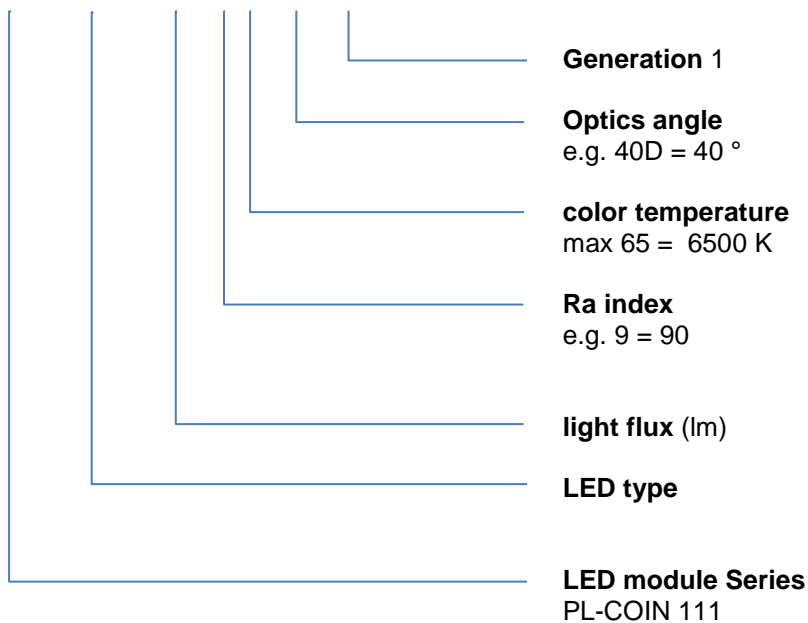 Generation 1
Optics angle
e.g. 40D = 40 °
color temperature
max 65 = 6500 K
Ra index
e.g. 9 = 90
light flux (lm)
LED type
LED module Series
PL-COIN 111